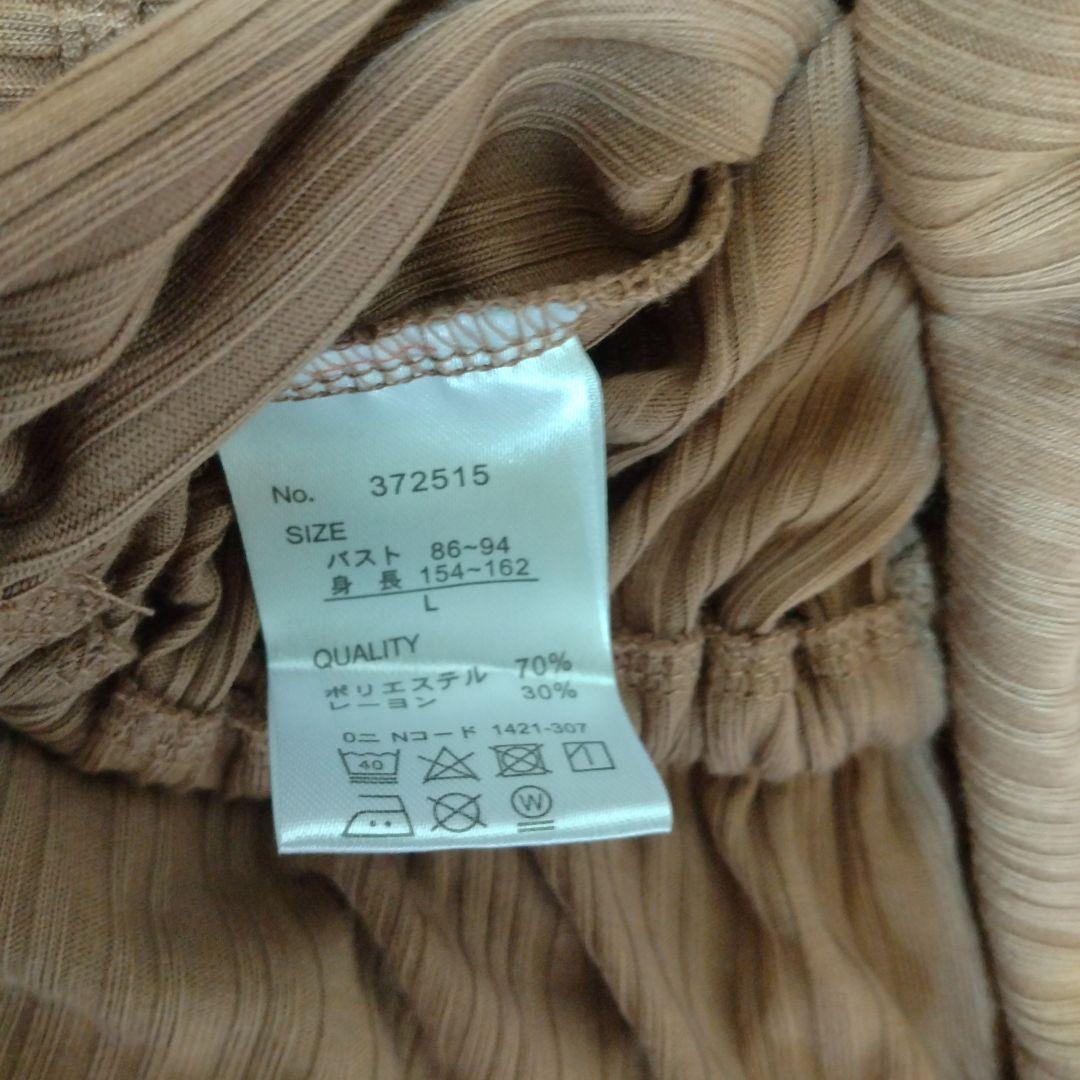 No. 372515
SIZE
バスト 86~94
身長 154~162
L
QUALITY
ポリエステル 70%
レーヨン 30%
0ニ Nコード 1421-307
40
W